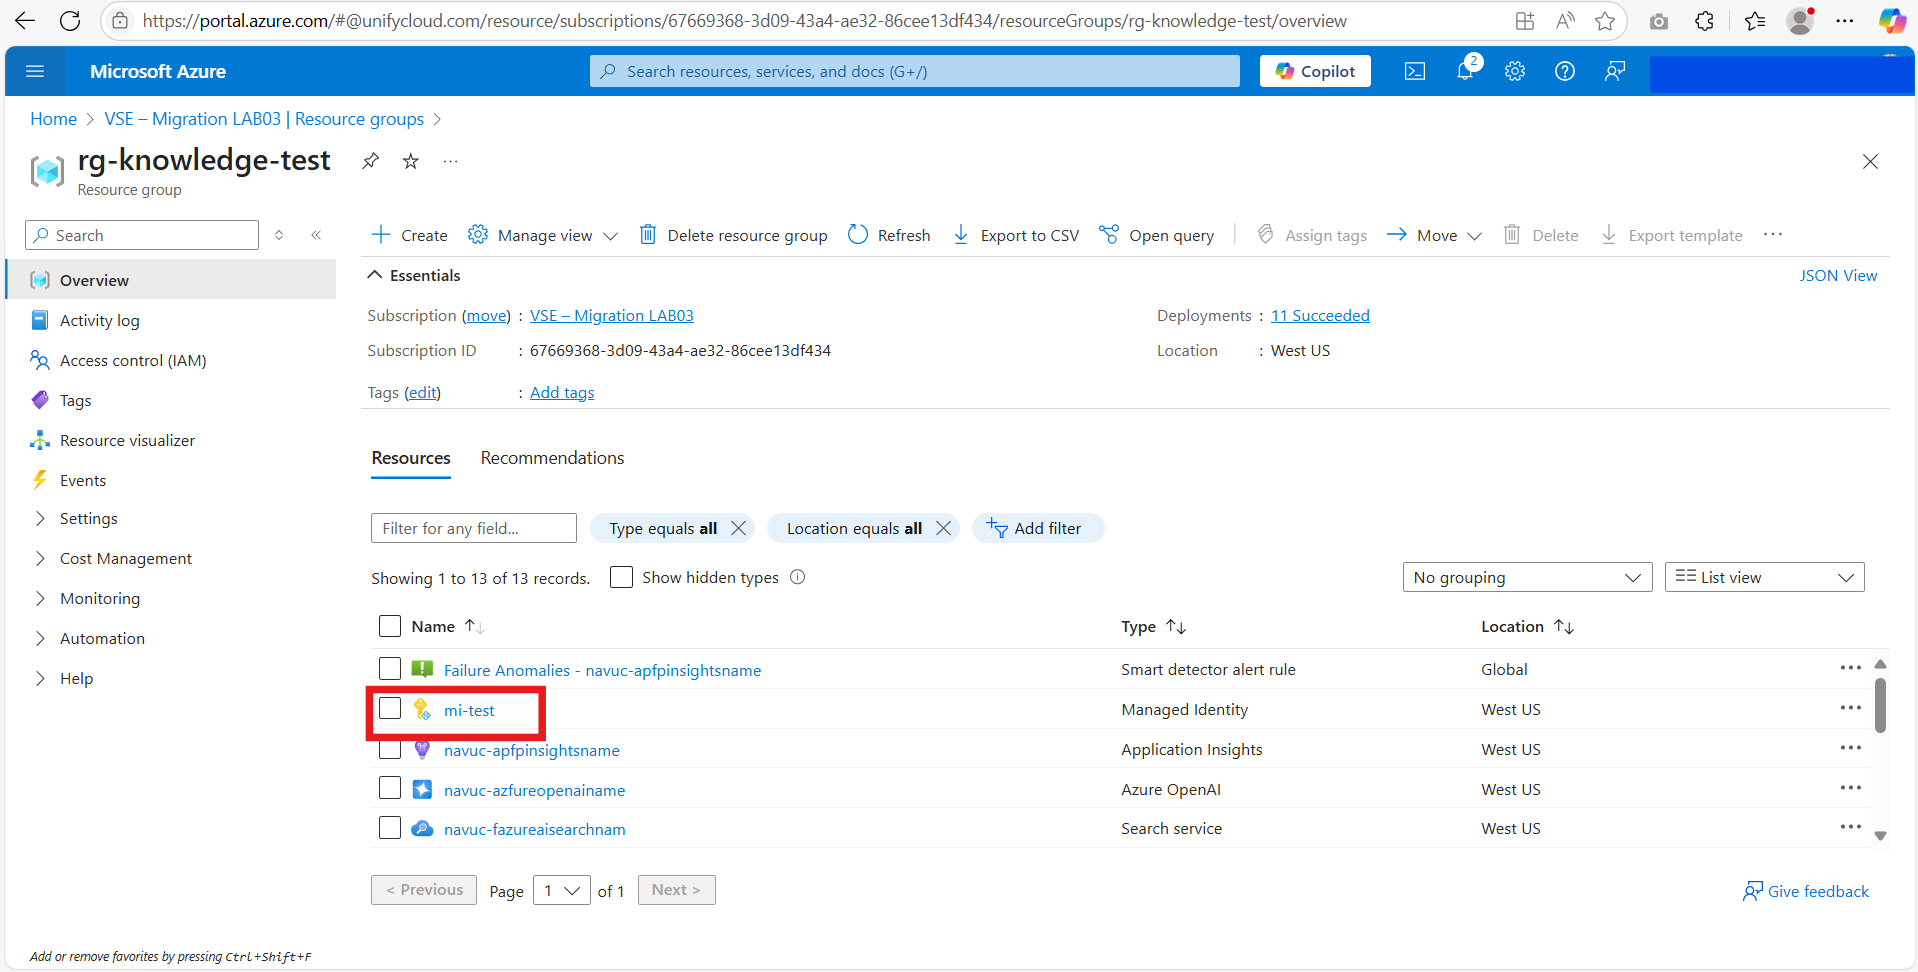 https://portal.azure.com/#@unifycloud.com/resource/subscriptions/67669368-3d09-43a4-ae32-86cee13df434/resourceGroups/rg-knowledge-test/overview
Microsoft Azure
Search resources, services, and docs (G+/)
Copilot
2
Home > VSE – Migration LAB03 | Resource groups >
rg-knowledge-test
Resource group
Search
Create
Manage view
Delete resource group
Refresh
Export to CSV
Open query
Assign tags
Move
Delete
Export template
Overview
Activity log
Access control (IAM)
Tags
Resource visualizer
Events
Settings
Cost Management
Monitoring
Automation
Help
Essentials
JSON View
Subscription (move) : VSE – Migration LAB03
Deployments : 11 Succeeded
Subscription ID : 67669368-3d09-43a4-ae32-86cee13df434
Location : West US
Tags (edit) : Add tags
Resources
Recommendations
Filter for any field...
Type equals all
Location equals all
Add filter
Showing 1 to 13 of 13 records.
Show hidden types
No grouping
List view
Name Type Location
Failure Anomalies - navuc-apfpinsightsname Smart detector alert rule Global
mi-test Managed Identity West US
navuc-apfpinsightsname Application Insights West US
navuc-azfureopenainame Azure OpenAI West US
navuc-fazureaisearchnam Search service West US
< Previous Page 1 of 1 Next >
Give feedback
Add or remove favorites by pressing Ctrl+Shift+F